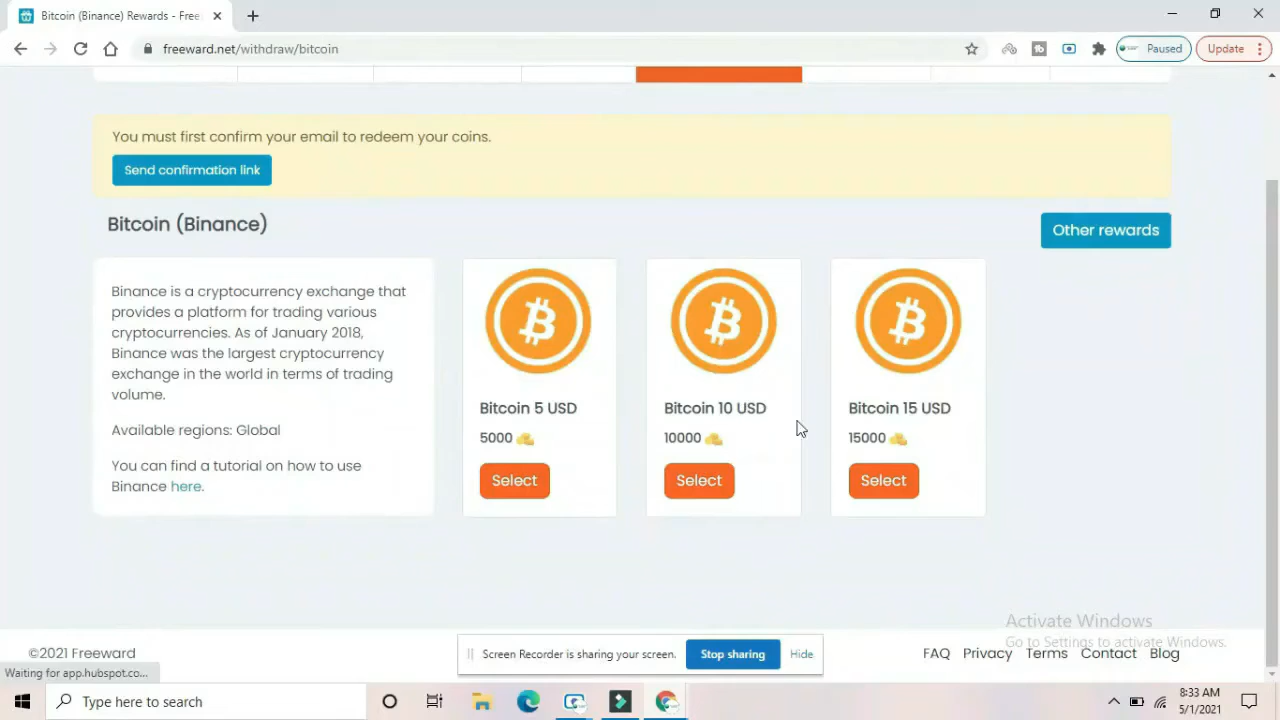 Bitcoin (Binance) Rewards - Free
freeward.net/withdraw/bitcoin
Paused
Update
You must first confirm your email to redeem your coins.
Send confirmation link
Bitcoin (Binance)
Other rewards
Binance is a cryptocurrency exchange that
provides a platform for trading various
cryptocurrencies. As of January 2018,
Binance was the largest cryptocurrency
exchange in the world in terms of trading
volume.
Available regions: Global
You can find a tutorial on how to use
Binance here.
Bitcoin 5 USD
5000
Select
Bitcoin 10 USD
10000
Select
Bitcoin 15 USD
15000
Select
Activate Windows
Go to Settings to activate Windows.
©2021 Freeward
Screen Recorder is sharing your screen.
Stop sharing
Hide
FAQ Privacy Terms Contact Blog
Waiting for app.hubspot.co...
Type here to search
8:33 AM
5/1/2021